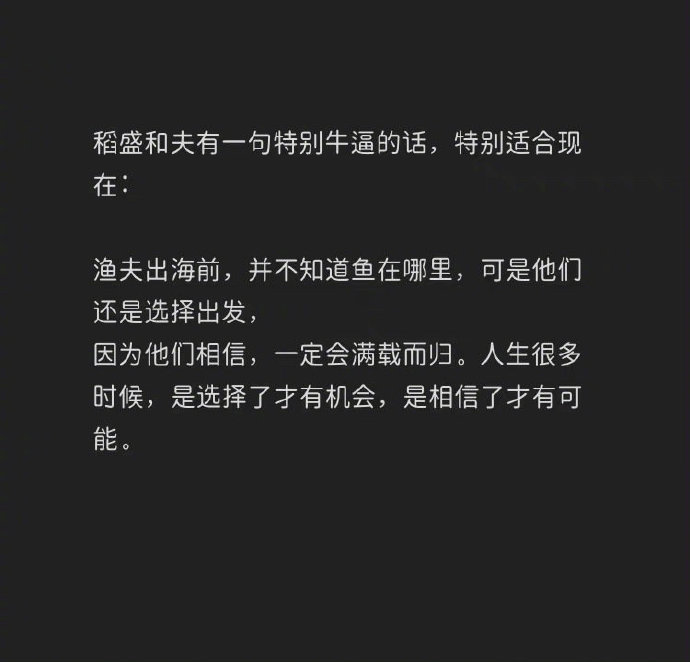 稻盛和夫有一句特别牛逼的话，特别适合现
在：
渔夫出海前，并不知道鱼在哪里，可是他们
还是选择出发，
因为他们相信，一定会满载而归。人生很多
时候，是选择了才有机会，是相信了才有可
能。